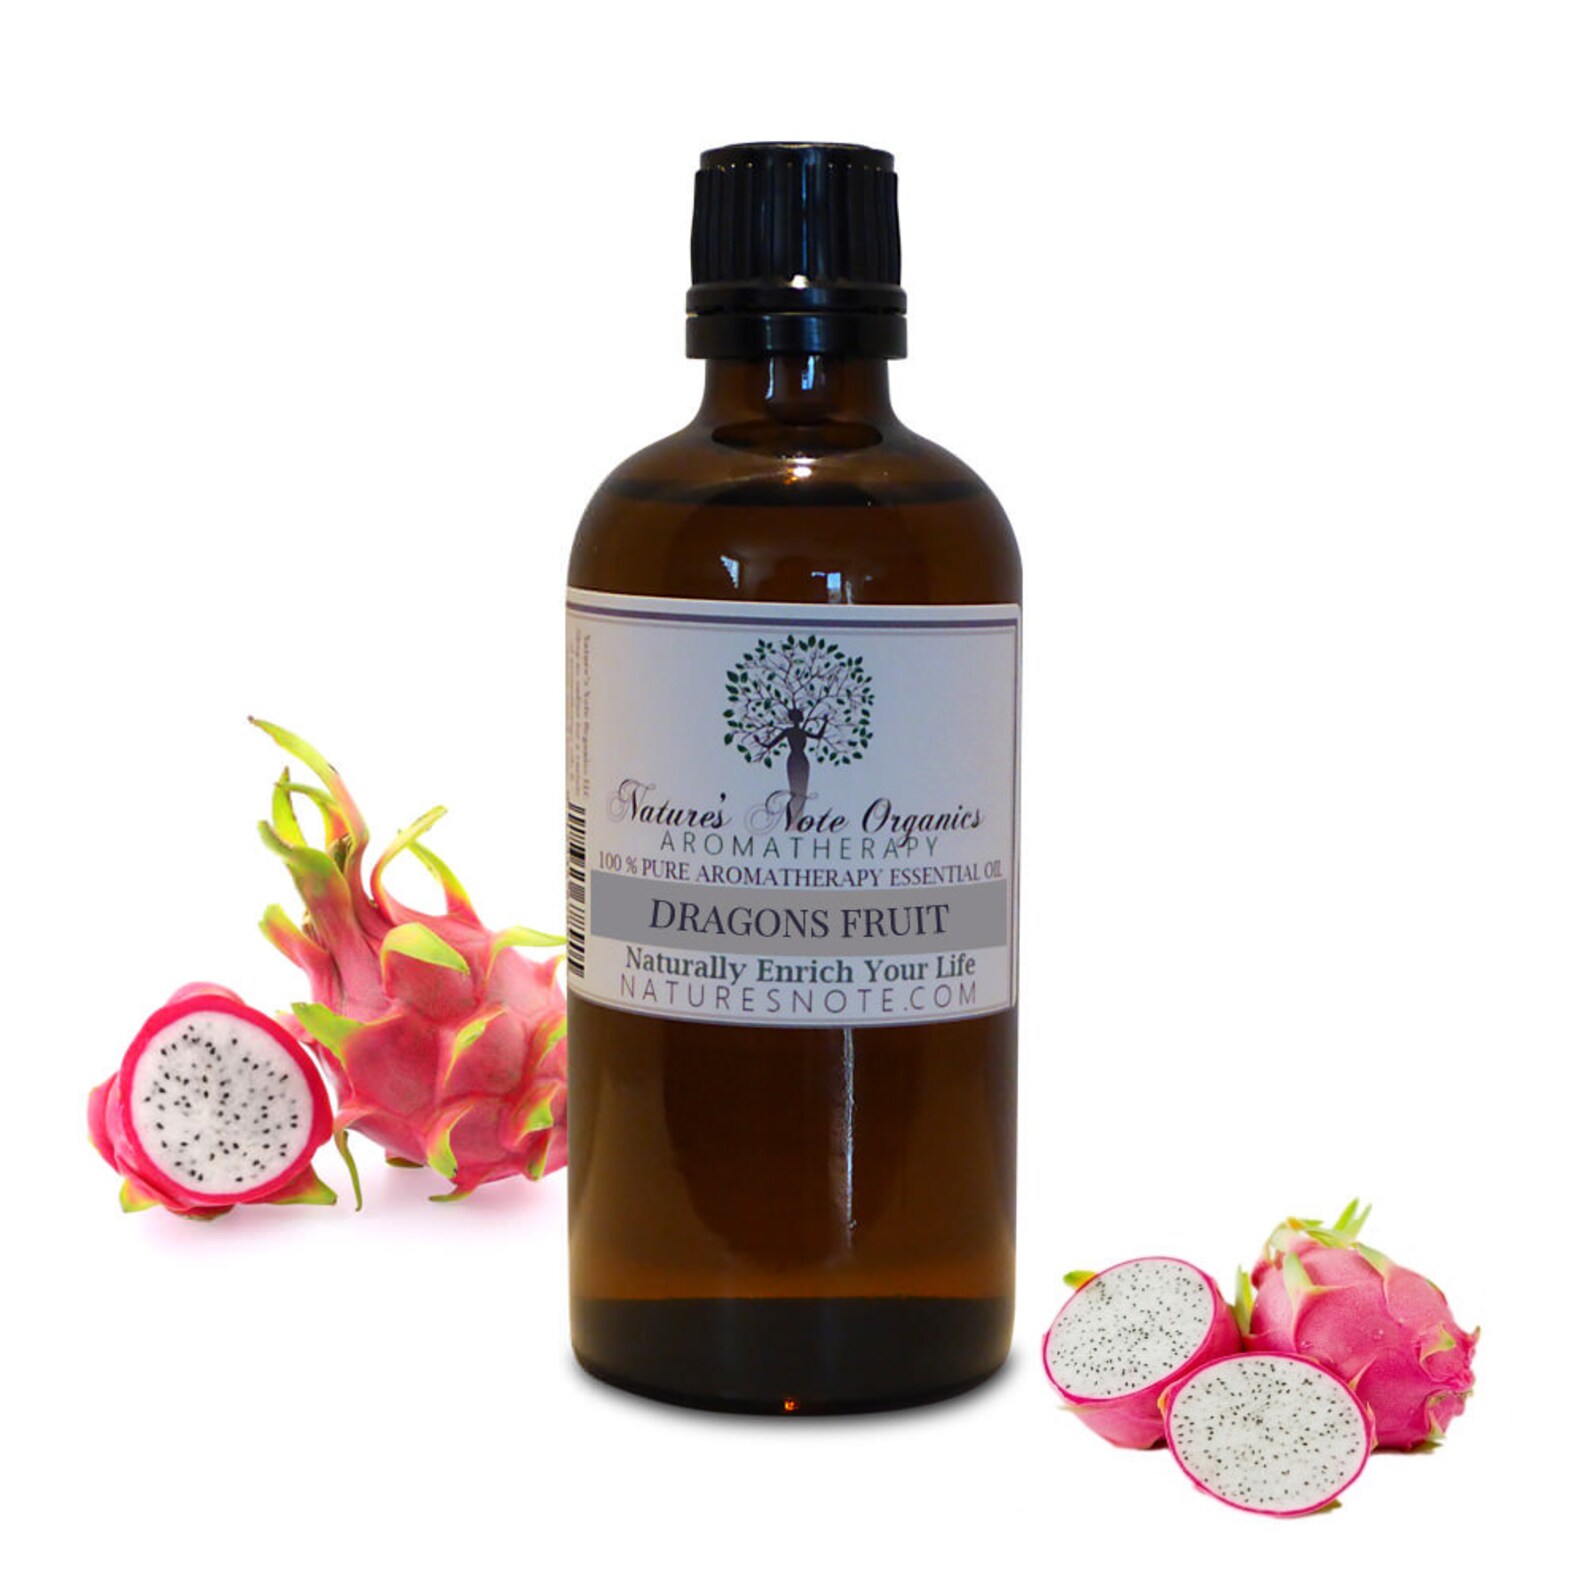 Nature's Note Organics
AROMATHERAPY
100 % PURE AROMATHERAPY ESSENTIAL OIL
DRAGONS FRUIT
Naturally Enrich Your Life
NATURESNOTE.COM